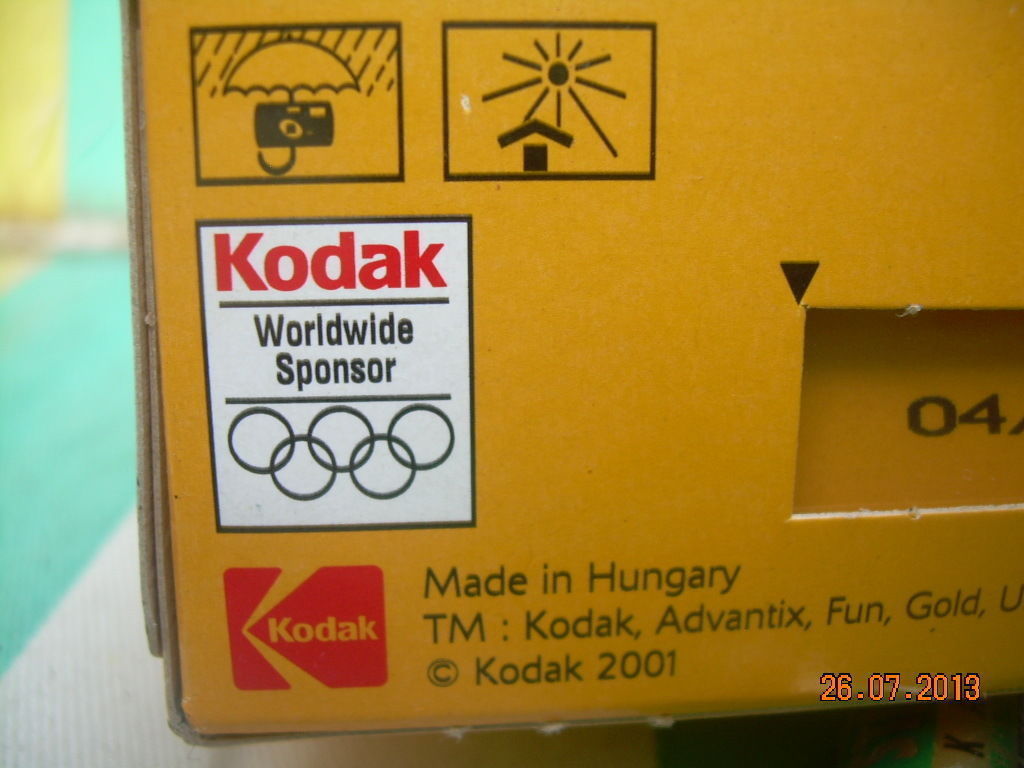 Kodak
Worldwide
Sponsor
04
Kodak
Made in Hungary
TM : Kodak, Advantix, Fun, Gold,
© Kodak 2001
26.07.2013